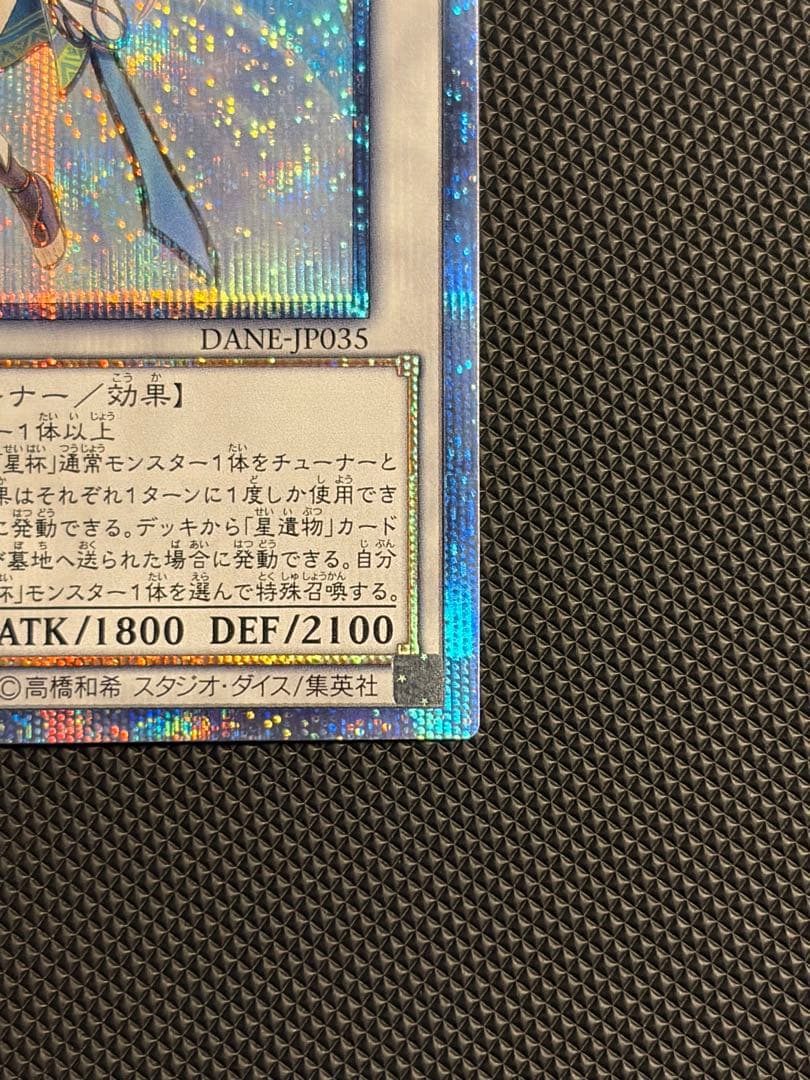 DANE-JP035
ナー／効果】
ー1体以上
「星杯」通常モンスター1体をチューナーと
果はそれぞれ1ターンに1度しか使用でき
に発動できる。デッキから「星遺物」カード
が墓地へ送られた場合に発動できる。自分
杯」モンスター1体を選んで特殊召喚する。
ATK/1800 DEF/2100
©高橋和希 スタジオ・ダイス/集英社